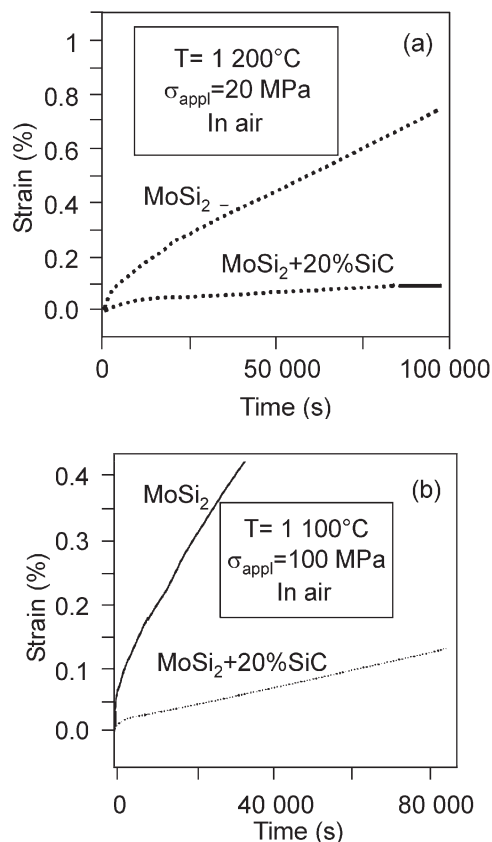 (a)
1
0.8
0.6
0.4
0.2
0.0
Strain (%)
T= 1 200°C
σappl=20 MPa
In air
MoSi2
MoSi2+20%SiC
0
50 000
100 000
Time (s)
(b)
0.4
0.3
0.2
0.1
0.0
Strain (%)
MoSi2
T= 1 100°C
σappl=100 MPa
In air
MoSi2+20%SiC
0
40 000
80 000
Time (s)